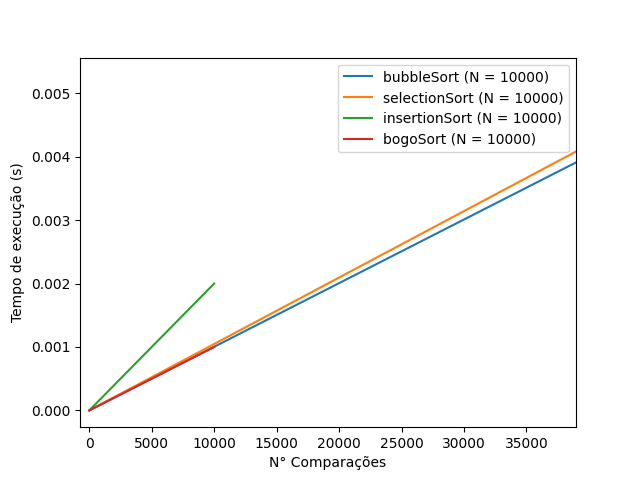 bubbleSort (N = 10000)
selectionSort (N = 10000)
insertionSort (N = 10000)
bogoSort (N = 10000)
0.005
0.004
0.003
0.002
0.001
0.000
Tempo de execução (s)
0 5000 10000 15000 20000 25000 30000 35000
N° Comparações